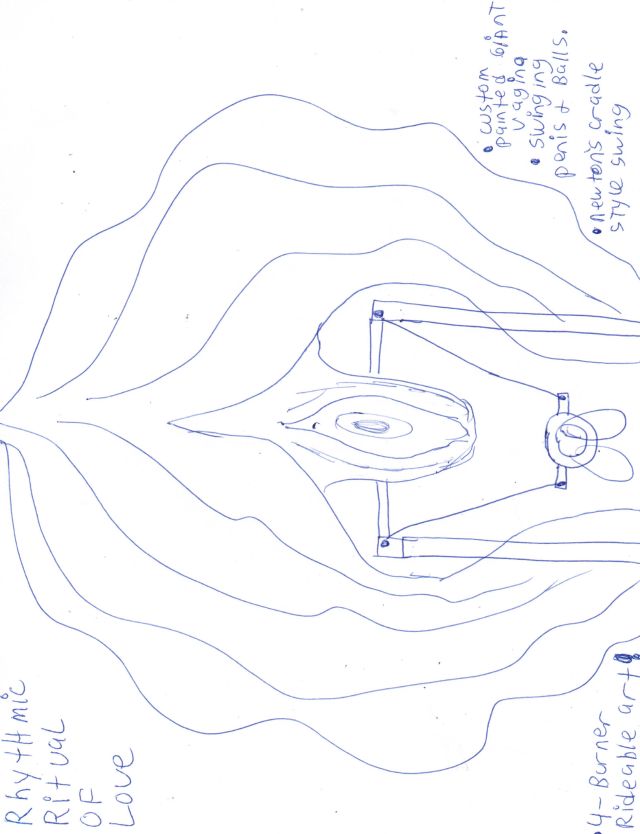 Rhythmic
Ritual
OF
Love
• custom
painted GiANT
vagina
• swinging
penis & Balls.
• newton's cradle
style swing
• 4-Burner
Rideable art